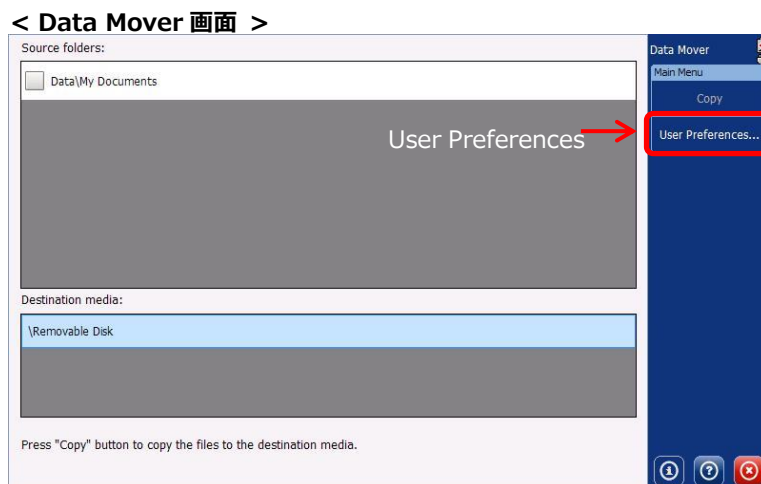 < Data Mover 画面 >
Source folders:
Data\My Documents
User Preferences
Destination media:
\Removable Disk
Press "Copy" button to copy the files to the destination media.
Data Mover
Main Menu
Copy
User Preferences...